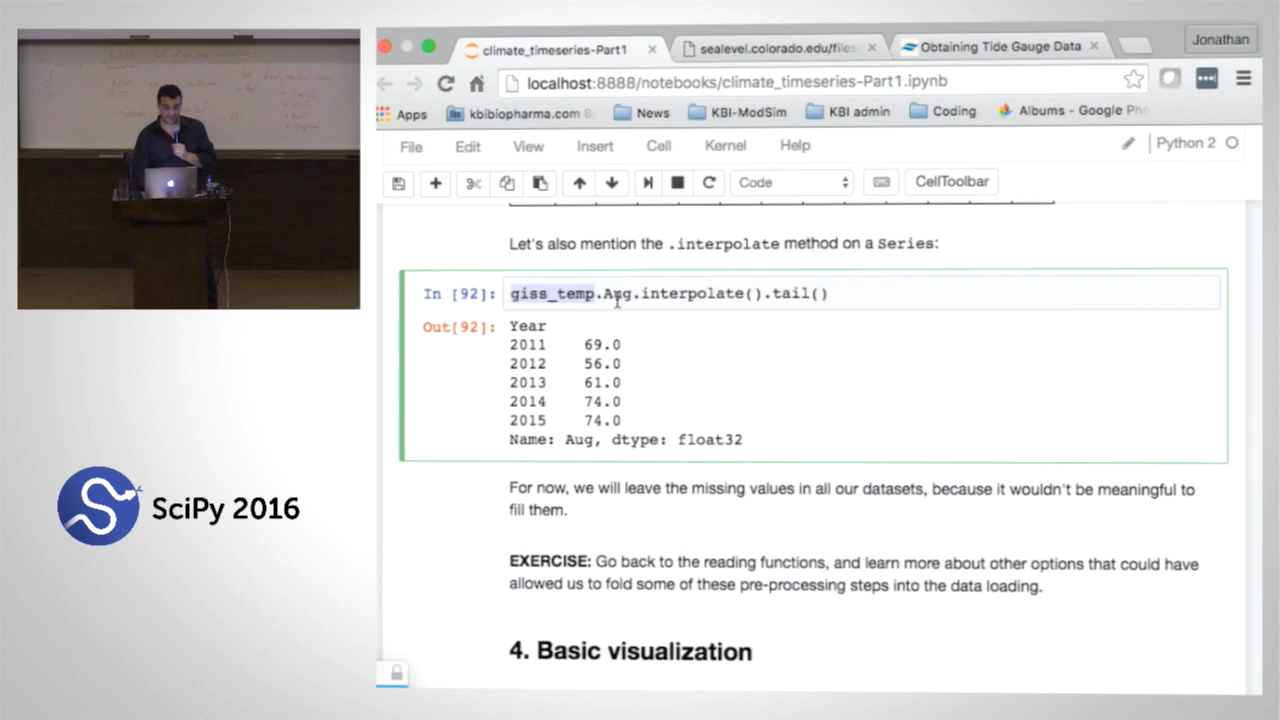 climate_timeseries-Part1
sealevel.colorado.edu/files
Obtaining Tide Gauge Data
Jonathan
localhost:8888/notebooks/climate_timeseries-Part1.ipynb
Apps
kbibiopharma.com B
News
KBI-ModSim
KBI admin
Coding
Albums - Google Pho
File
Edit
View
Insert
Cell
Kernel
Help
Python 2
Code
CellToolbar
Let's also mention the .interpolate method on a Series:
In [92]: giss_temp.Aug.interpolate().tail()
Out[92]: Year
2011 69.0
2012 56.0
2013 61.0
2014 74.0
2015 74.0
Name: Aug, dtype: float32
For now, we will leave the missing values in all our datasets, because it wouldn't be meaningful to
fill them.
EXERCISE: Go back to the reading functions, and learn more about other options that could have
allowed us to fold some of these pre-processing steps into the data loading.
4. Basic visualization
SciPy 2016